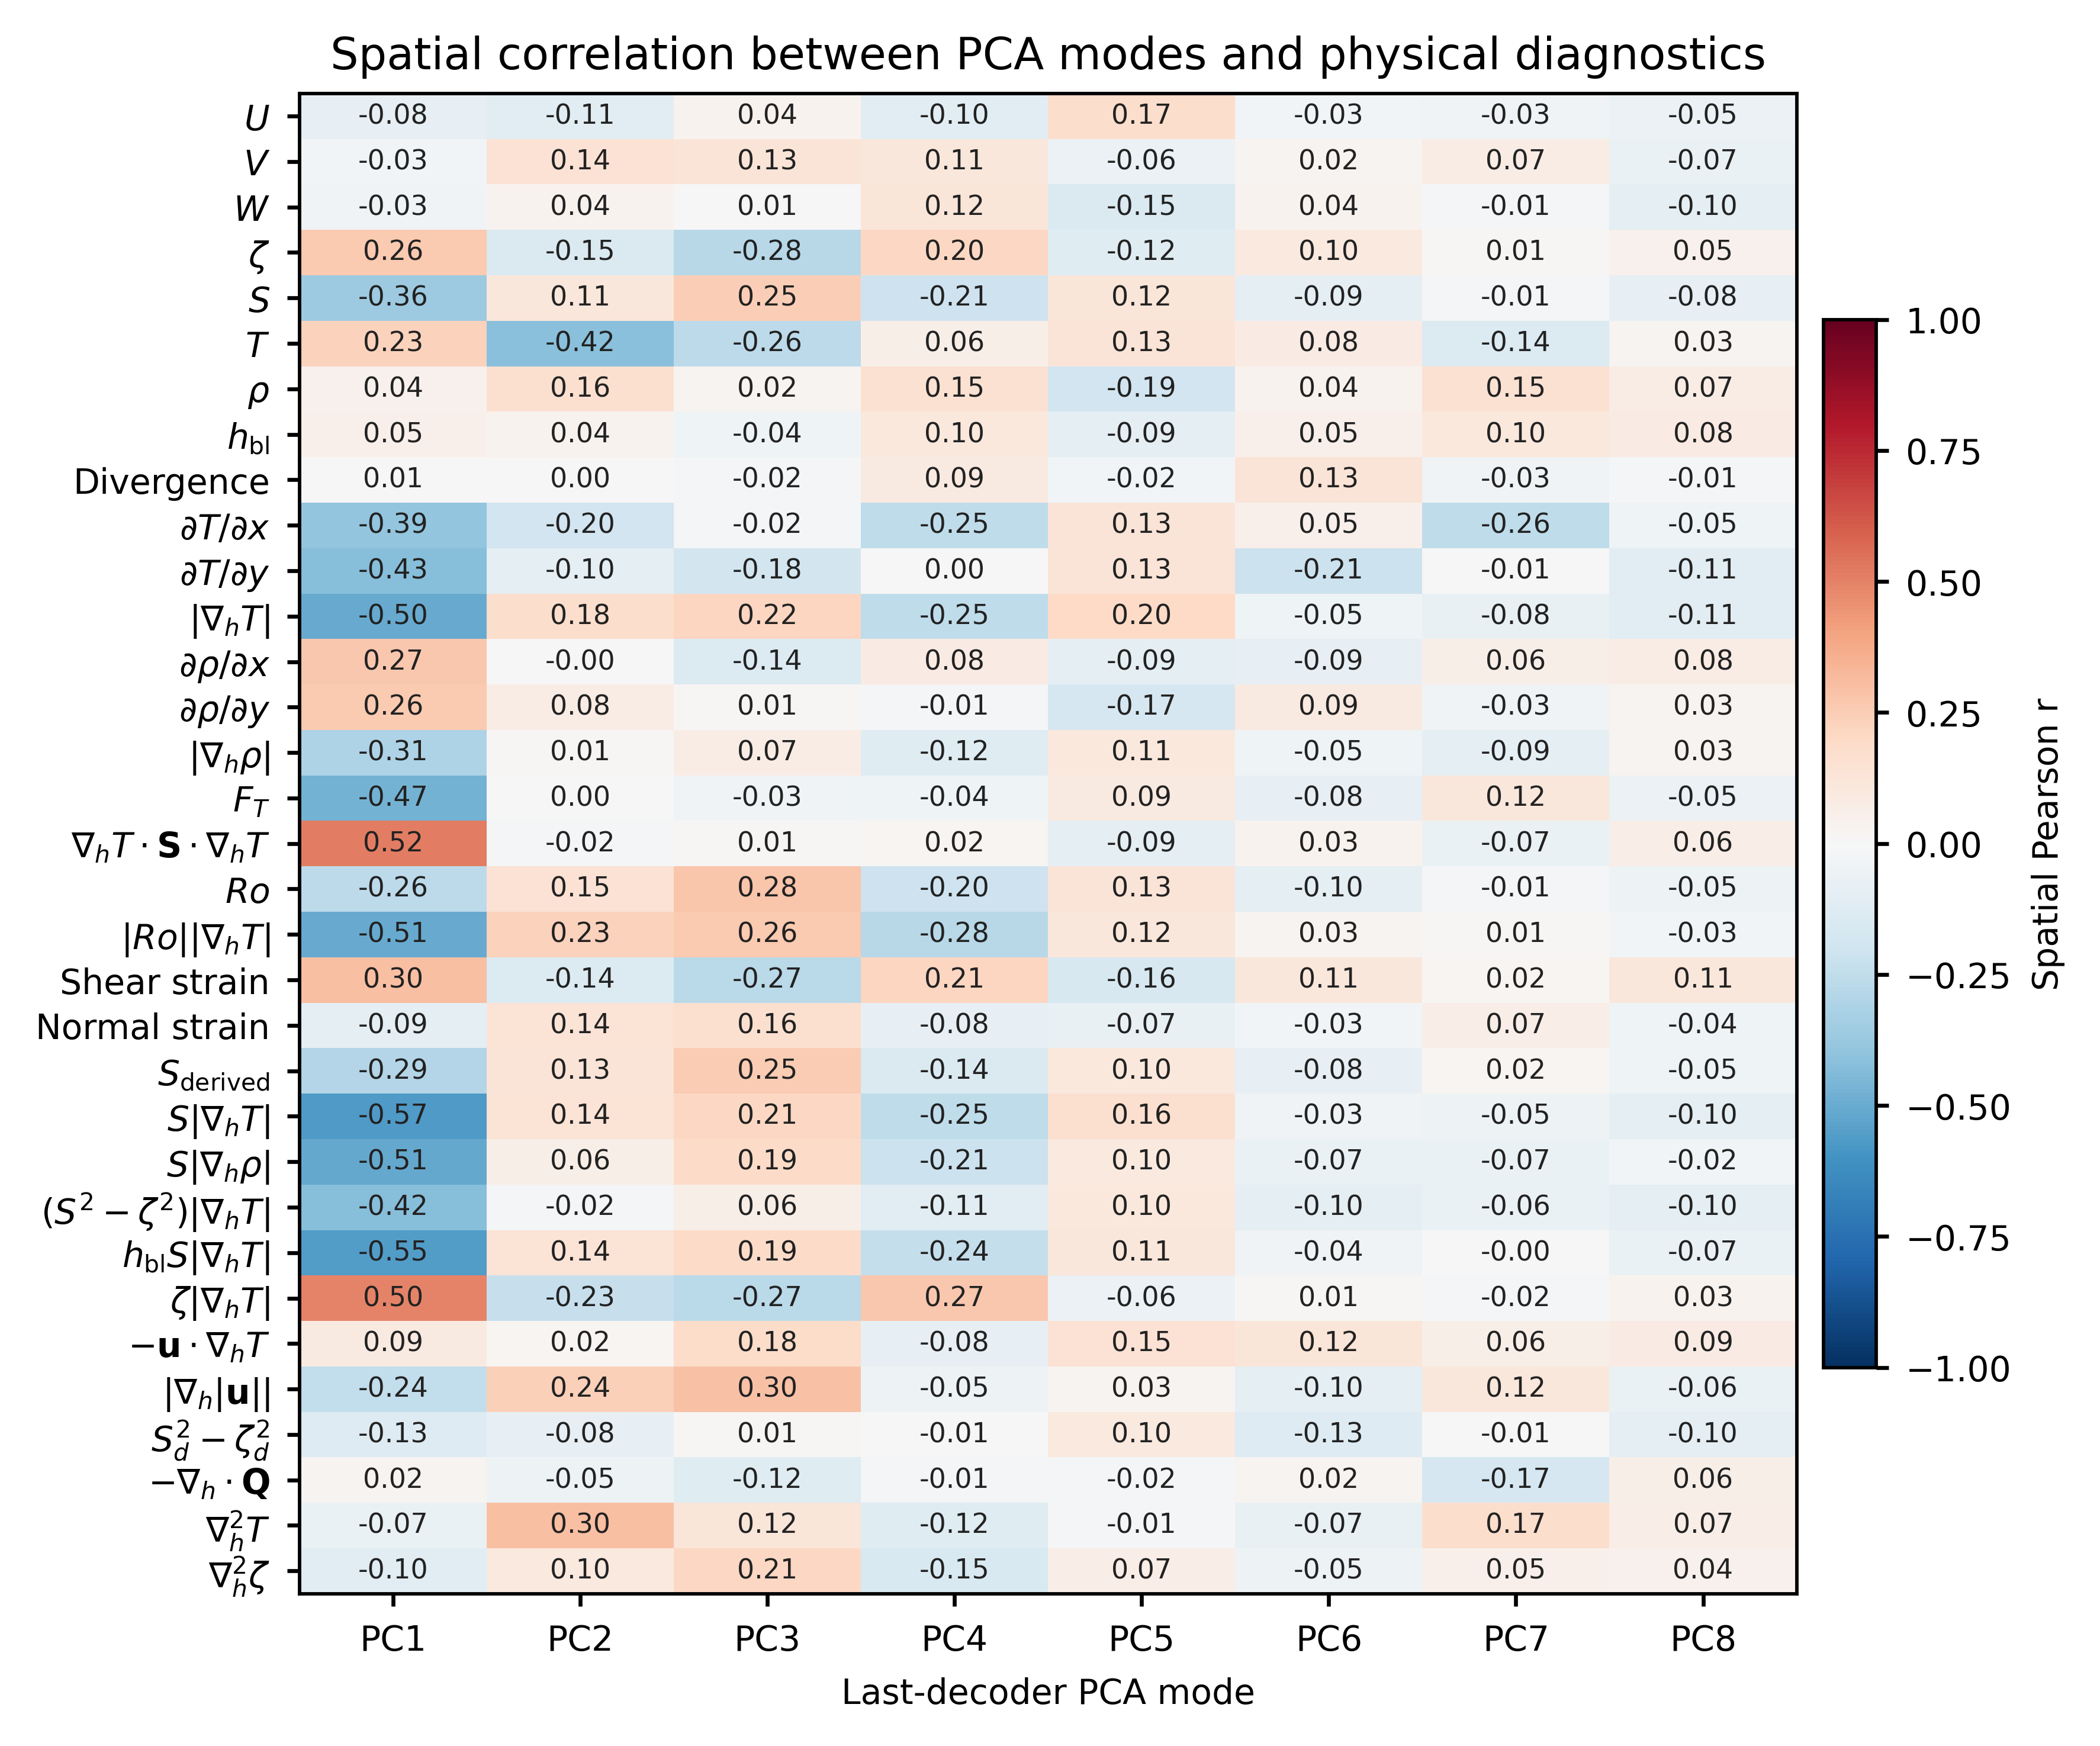 Spatial correlation between PCA modes and physical diagnostics
U -0.08 -0.11 0.04 -0.10 0.17 -0.03 -0.03 -0.05
V -0.03 0.14 0.13 0.11 -0.06 0.02 0.07 -0.07
W -0.03 0.04 0.01 0.12 -0.15 0.04 -0.01 -0.10
ζ 0.26 -0.15 -0.28 0.20 -0.12 0.10 0.01 0.05
S -0.36 0.11 0.25 -0.21 0.12 -0.09 -0.01 -0.08
T 0.23 -0.42 -0.26 0.06 0.13 0.08 -0.14 0.03
ρ 0.04 0.16 0.02 0.15 -0.19 0.04 0.15 0.07
h_bl 0.05 0.04 -0.04 0.10 -0.09 0.05 0.10 0.08
Divergence 0.01 0.00 -0.02 0.09 -0.02 0.13 -0.03 -0.01
∂T/∂x -0.39 -0.20 -0.02 -0.25 0.13 0.05 -0.26 -0.05
∂T/∂y -0.43 -0.10 -0.18 0.00 0.13 -0.21 -0.01 -0.11
|∇_h T| -0.50 0.18 0.22 -0.25 0.20 -0.05 -0.08 -0.11
∂ρ/∂x 0.27 -0.00 -0.14 0.08 -0.09 -0.09 0.06 0.08
∂ρ/∂y 0.26 0.08 0.01 -0.01 -0.17 0.09 -0.03 0.03
|∇_h ρ| -0.31 0.01 0.07 -0.12 0.11 -0.05 -0.09 0.03
F_T -0.47 0.00 -0.03 -0.04 0.09 -0.08 0.12 -0.05
∇_h T · S · ∇_h T 0.52 -0.02 0.01 0.02 -0.09 0.03 -0.07 0.06
Ro -0.26 0.15 0.28 -0.20 0.13 -0.10 -0.01 -0.05
|Ro||∇_h T| -0.51 0.23 0.26 -0.28 0.12 0.03 0.01 -0.03
Shear strain 0.30 -0.14 -0.27 0.21 -0.16 0.11 0.02 0.11
Normal strain -0.09 0.14 0.16 -0.08 -0.07 -0.03 0.07 -0.04
S_derived -0.29 0.13 0.25 -0.14 0.10 -0.08 0.02 -0.05
S|∇_h T| -0.57 0.14 0.21 -0.25 0.16 -0.03 -0.05 -0.10
S|∇_h ρ| -0.51 0.06 0.19 -0.21 0.10 -0.07 -0.07 -0.02
(S² − ζ²)|∇_h T| -0.42 -0.02 0.06 -0.11 0.10 -0.10 -0.06 -0.10
h_bl S|∇_h T| -0.55 0.14 0.19 -0.24 0.11 -0.04 -0.00 -0.07
ζ|∇_h T| 0.50 -0.23 -0.27 0.27 -0.06 0.01 -0.02 0.03
−u · ∇_h T 0.09 0.02 0.18 -0.08 0.15 0.12 0.06 0.09
|∇_h|u|| -0.24 0.24 0.30 -0.05 0.03 -0.10 0.12 -0.06
S_d² − ζ_d² -0.13 -0.08 0.01 -0.01 0.10 -0.13 -0.01 -0.10
−∇_h · Q 0.02 -0.05 -0.12 -0.01 -0.02 0.02 -0.17 0.06
∇_h² T -0.07 0.30 0.12 -0.12 -0.01 -0.07 0.17 0.07
∇_h² ζ -0.10 0.10 0.21 -0.15 0.07 -0.05 0.05 0.04
PC1 PC2 PC3 PC4 PC5 PC6 PC7 PC8
Last-decoder PCA mode
1.00
0.75
0.50
0.25
0.00
−0.25
−0.50
−0.75
−1.00
Spatial Pearson r